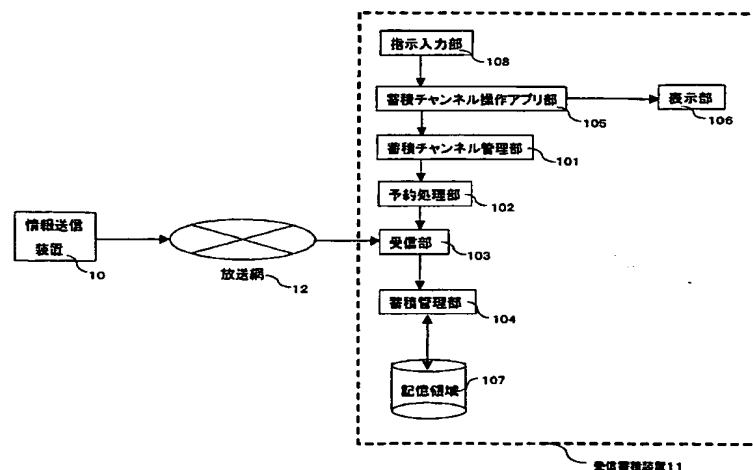 指示入力部
108
蓄積チャンネル操作アプリ部
105
表示部
106
蓄積チャンネル管理部
101
予約処理部
102
情報送信
装置
10
放送網
12
受信部
103
蓄積管理部
104
記憶領域
107
受信蓄積装置11